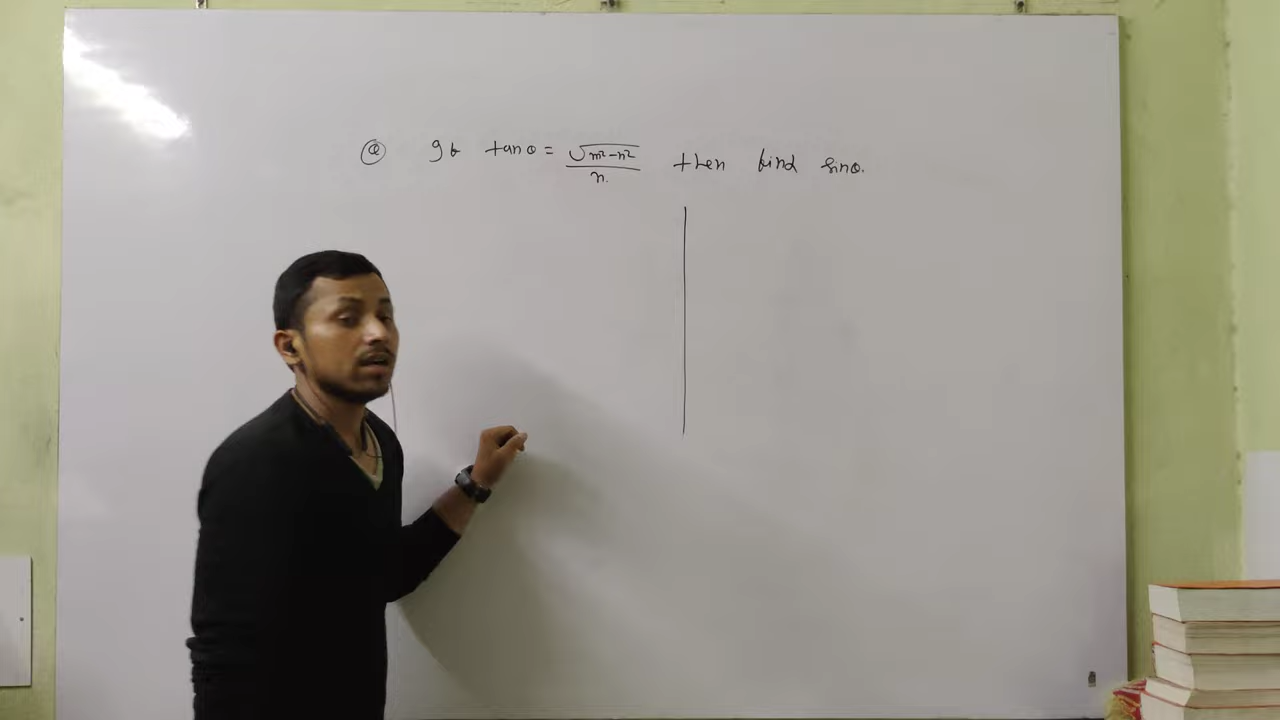 Q If tanθ = √(m²-n²)/n then find sinθ.